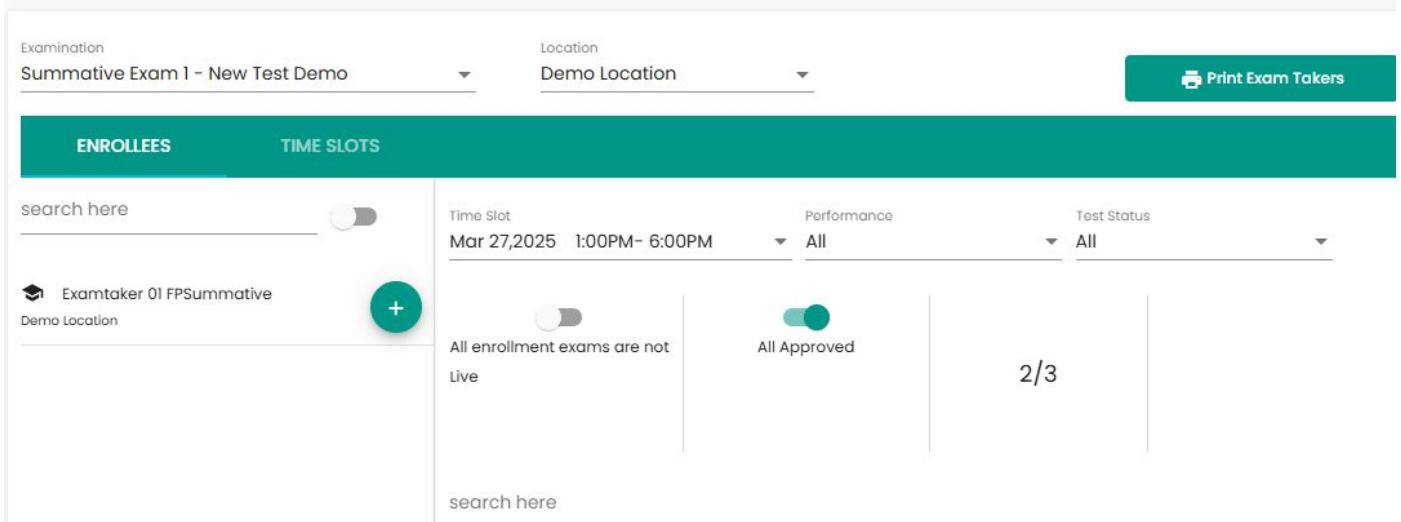 Examination
Summative Exam 1 - New Test Demo
Location
Demo Location
Print Exam Takers
ENROLLEES
TIME SLOTS
search here
Examtaker 01 FPSummative
Demo Location
+
Time Slot
Mar 27,2025 1:00PM- 6:00PM
Performance
All
Test Status
All
All enrollment exams are not
Live
All Approved
2/3
search here